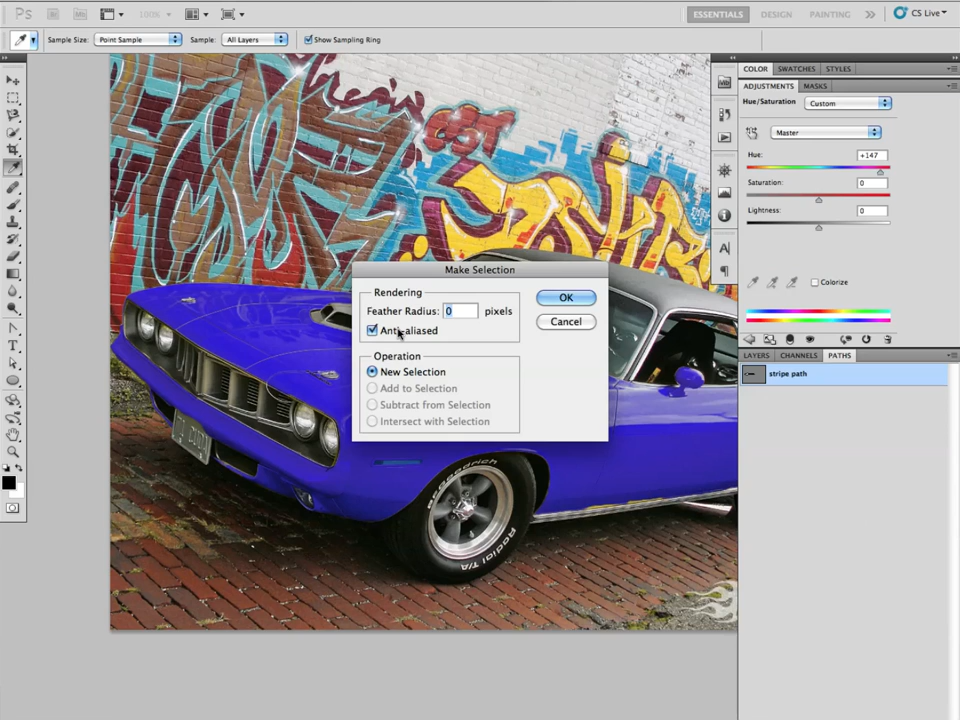 Ps 100% ESSENTIALS DESIGN PAINTING CS Live
Sample Size: Point Sample Sample: All Layers Show Sampling Ring
COLOR SWATCHES STYLES
ADJUSTMENTS MASKS
Hue/Saturation Custom
Master
Hue: +147
Saturation: 0
Lightness: 0
Colorize
LAYERS CHANNELS PATHS
stripe path
Make Selection
Rendering
Feather Radius: 0 pixels
Anti-aliased
Operation
New Selection
Add to Selection
Subtract from Selection
Intersect with Selection
OK
Cancel
BFGoodrich
Radial T/A